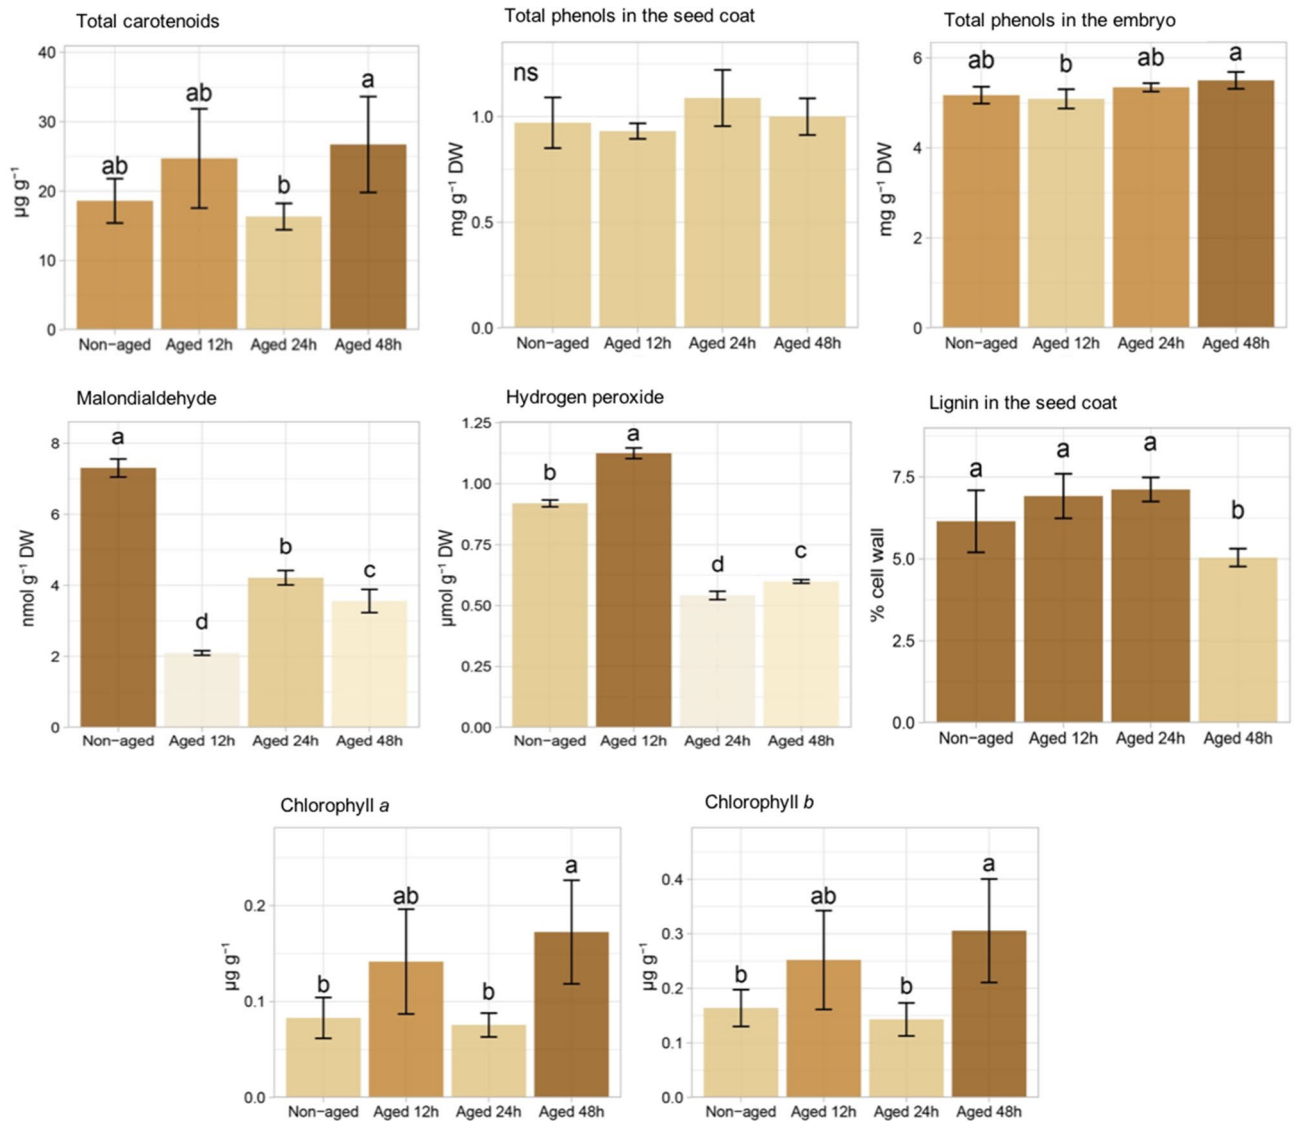 Total carotenoids
40
30
20
10
0
µg g⁻¹
ab
ab
b
a
Non−aged Aged 12h Aged 24h Aged 48h
Total phenols in the seed coat
1.0
0.5
0.0
mg g⁻¹ DW
ns
Non−aged Aged 12h Aged 24h Aged 48h
Total phenols in the embryo
6
4
2
0
mg g⁻¹ DW
ab
b
ab
a
Non−aged Aged 12h Aged 24h Aged 48h
Malondialdehyde
8
6
4
2
0
nmol g⁻¹ DW
a
d
b
c
Non−aged Aged 12h Aged 24h Aged 48h
Hydrogen peroxide
1.25
1.00
0.75
0.50
0.25
0.00
µmol g⁻¹ DW
b
a
d
c
Non−aged Aged 12h Aged 24h Aged 48h
Lignin in the seed coat
7.5
5.0
2.5
0.0
% cell wall
a
a
a
b
Non−aged Aged 12h Aged 24h Aged 48h
Chlorophyll a
0.2
0.1
0.0
µg g⁻¹
b
ab
b
a
Non−aged Aged 12h Aged 24h Aged 48h
Chlorophyll b
0.4
0.3
0.2
0.1
0.0
µg g⁻¹
b
ab
b
a
Non−aged Aged 12h Aged 24h Aged 48h